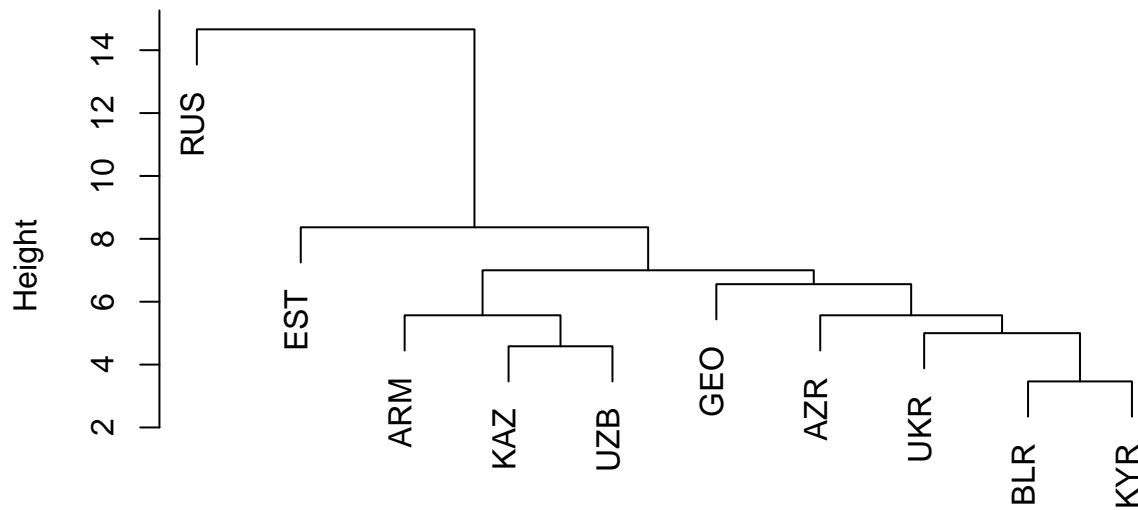 Height
14
12
10
8
6
4
2
RUS
EST
ARM
KAZ
UZB
GEO
AZR
UKR
BLR
KYR